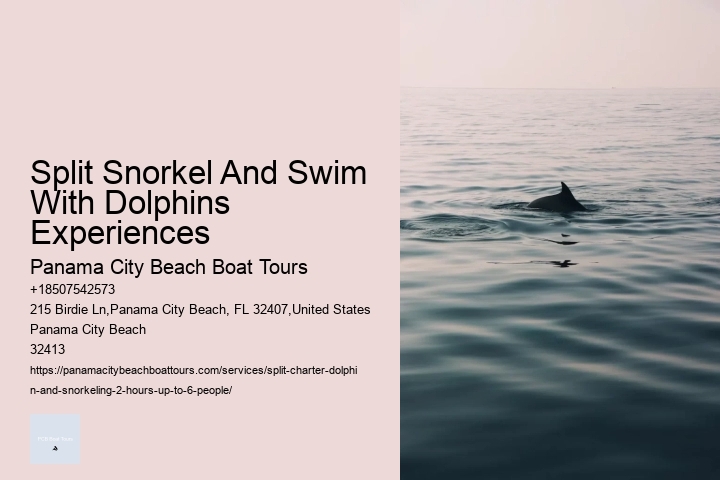 Split Snorkel And Swim
With Dolphins
Experiences
Panama City Beach Boat Tours
+18507542573
215 Birdie Ln,Panama City Beach, FL 32407,United States
Panama City Beach
32413
https://panamacitybeachboattours.com/services/split-charter-dolphi
n-and-snorkeling-2-hours-up-to-6-people/